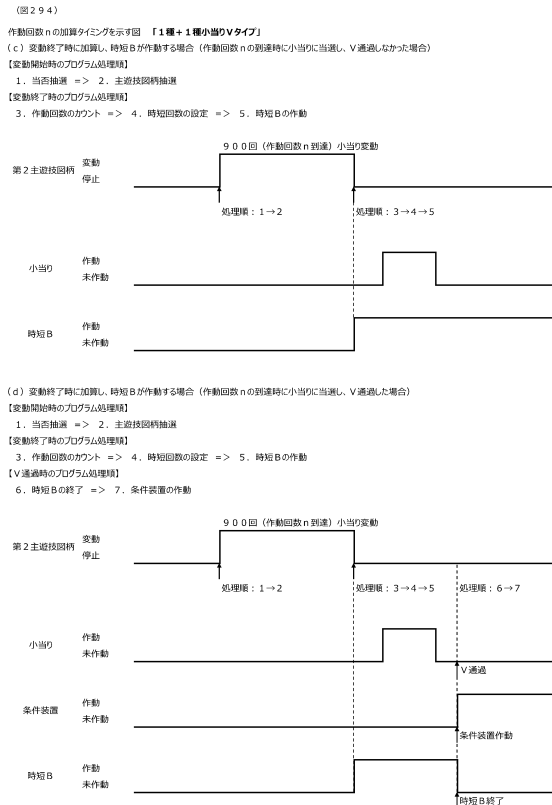 （図２９４）
作動回数ｎの加算タイミングを示す図　「１種＋１種小当りＶタイプ」
（ｃ）変動終了時に加算し、時短Ｂが作動する場合（作動回数ｎの到達時に小当りに当選し、Ｖ通過しなかった場合）
【変動開始時のプログラム処理順】
１．当否抽選　＝＞　２．主遊技図柄抽選
【変動終了時のプログラム処理順】
３．作動回数のカウント　＝＞　４．時短回数の設定　＝＞　５．時短Ｂの作動
９００回（作動回数ｎ到達）小当り変動
第２主遊技図柄　変動
停止
処理順：１→２　処理順：３→４→５
小当り　作動
未作動
時短Ｂ　作動
未作動
（ｄ）変動終了時に加算し、時短Ｂが作動する場合（作動回数ｎの到達時に小当りに当選し、Ｖ通過した場合）
【変動開始時のプログラム処理順】
１．当否抽選　＝＞　２．主遊技図柄抽選
【変動終了時のプログラム処理順】
３．作動回数のカウント　＝＞　４．時短回数の設定　＝＞　５．時短Ｂの作動
【Ｖ通過時のプログラム処理順】
６．時短Ｂの終了　＝＞　７．条件装置の作動
９００回（作動回数ｎ到達）小当り変動
第２主遊技図柄　変動
停止
処理順：１→２　処理順：３→４→５　処理順：６→７
小当り　作動
未作動
Ｖ通過
条件装置　作動
未作動
条件装置作動
時短Ｂ　作動
未作動
時短Ｂ終了